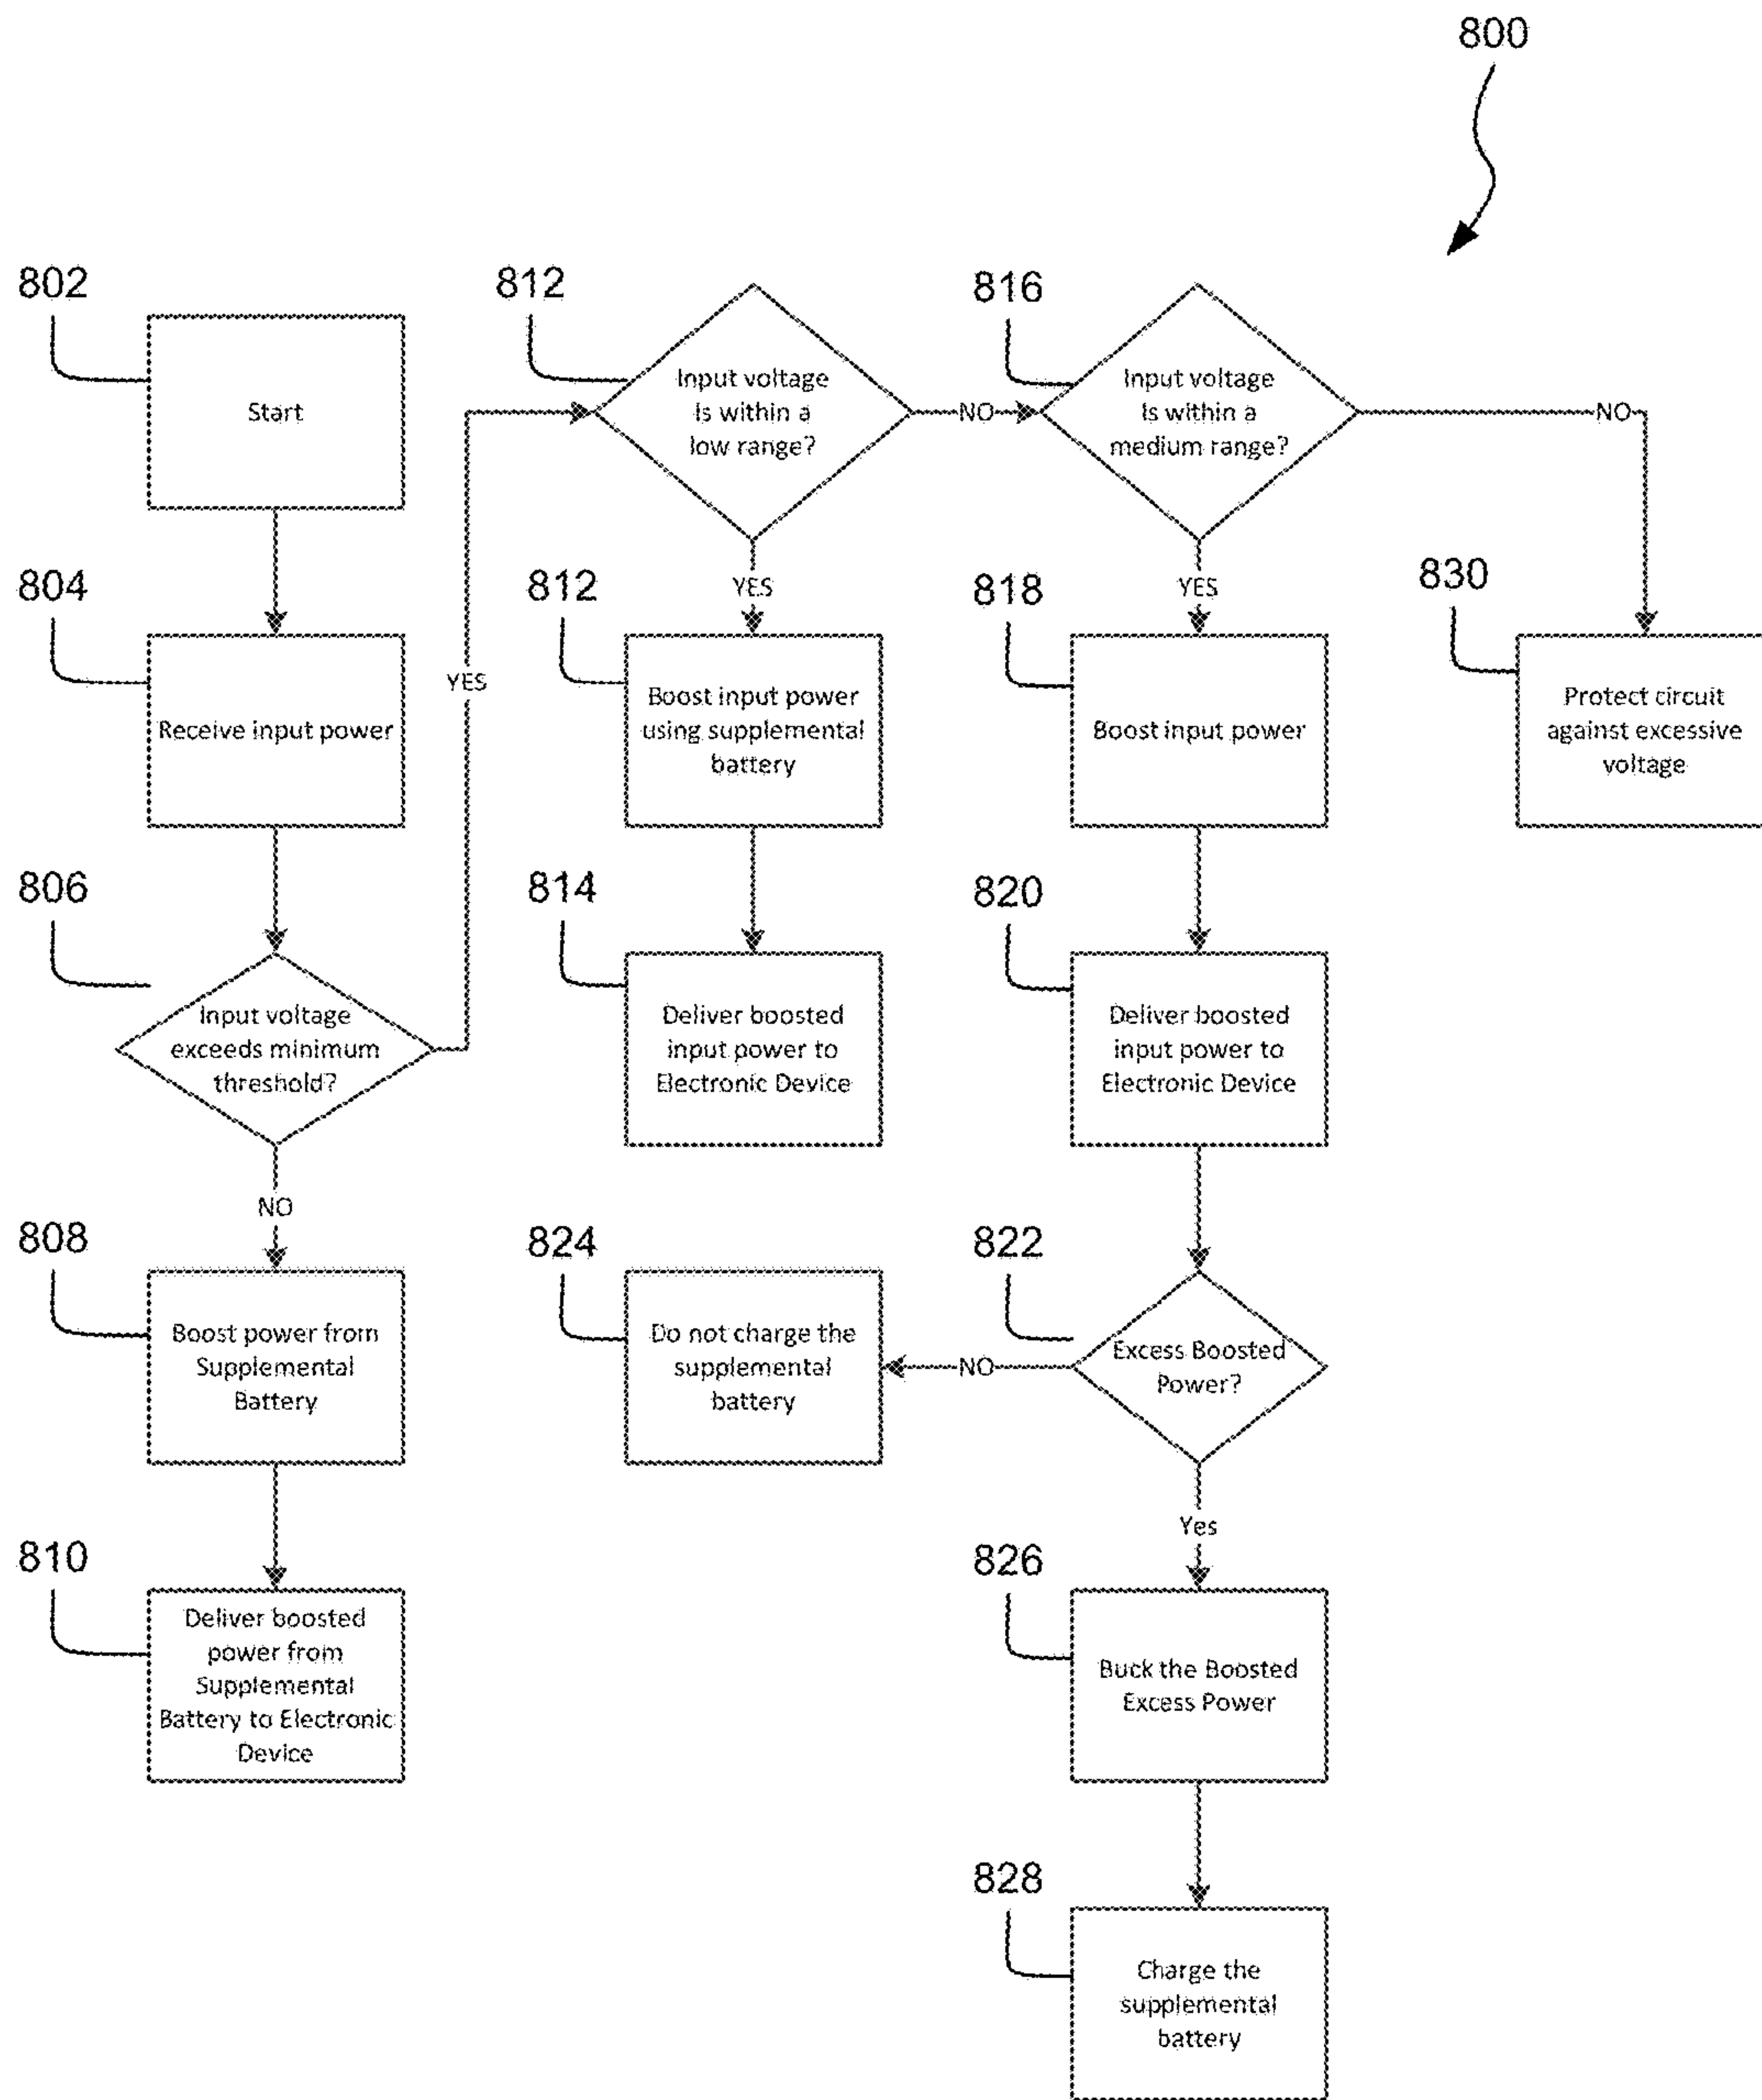 800
802
Start
804
Receive input power
806
Input voltage
exceeds minimum
threshold?
YES
NO
808
Boost power from
Supplemental
Battery
810
Deliver boosted
power from
Supplemental
Battery to Electronic
Device
812
Input voltage
Is within a
low range?
NO
YES
812
Boost input power
using supplemental
battery
814
Deliver boosted
input power to
Electronic Device
816
Input voltage
Is within a
medium range?
NO
YES
818
Boost input power
820
Deliver boosted
input power to
Electronic Device
822
Excess Boosted
Power?
NO
824
Do not charge the
supplemental
battery
Yes
826
Buck the Boosted
Excess Power
828
Charge the
supplemental
battery
830
Protect circuit
against excessive
voltage